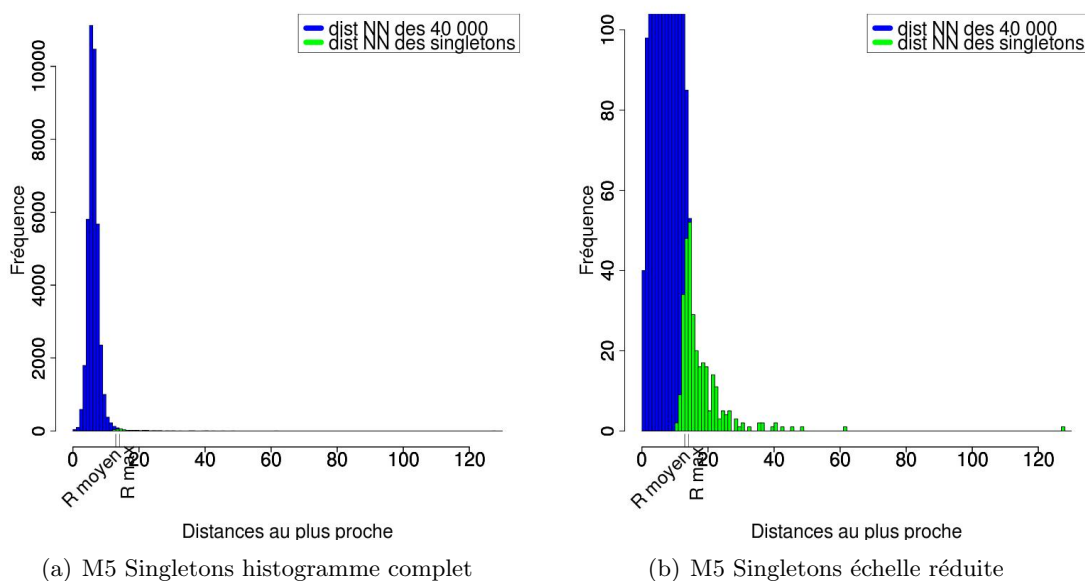 dist NN des 40 000
dist NN des singletons
Fréquence
0
2000
4000
6000
8000
10000
0
20
40
60
80
100
120
R moyen
R max
Distances au plus proche
(a) M5 Singletons histogramme complet
dist NN des 40 000
dist NN des singletons
Fréquence
0
20
40
60
80
100
0
20
40
60
80
100
120
R moyen
R max
Distances au plus proche
(b) M5 Singletons échelle réduite